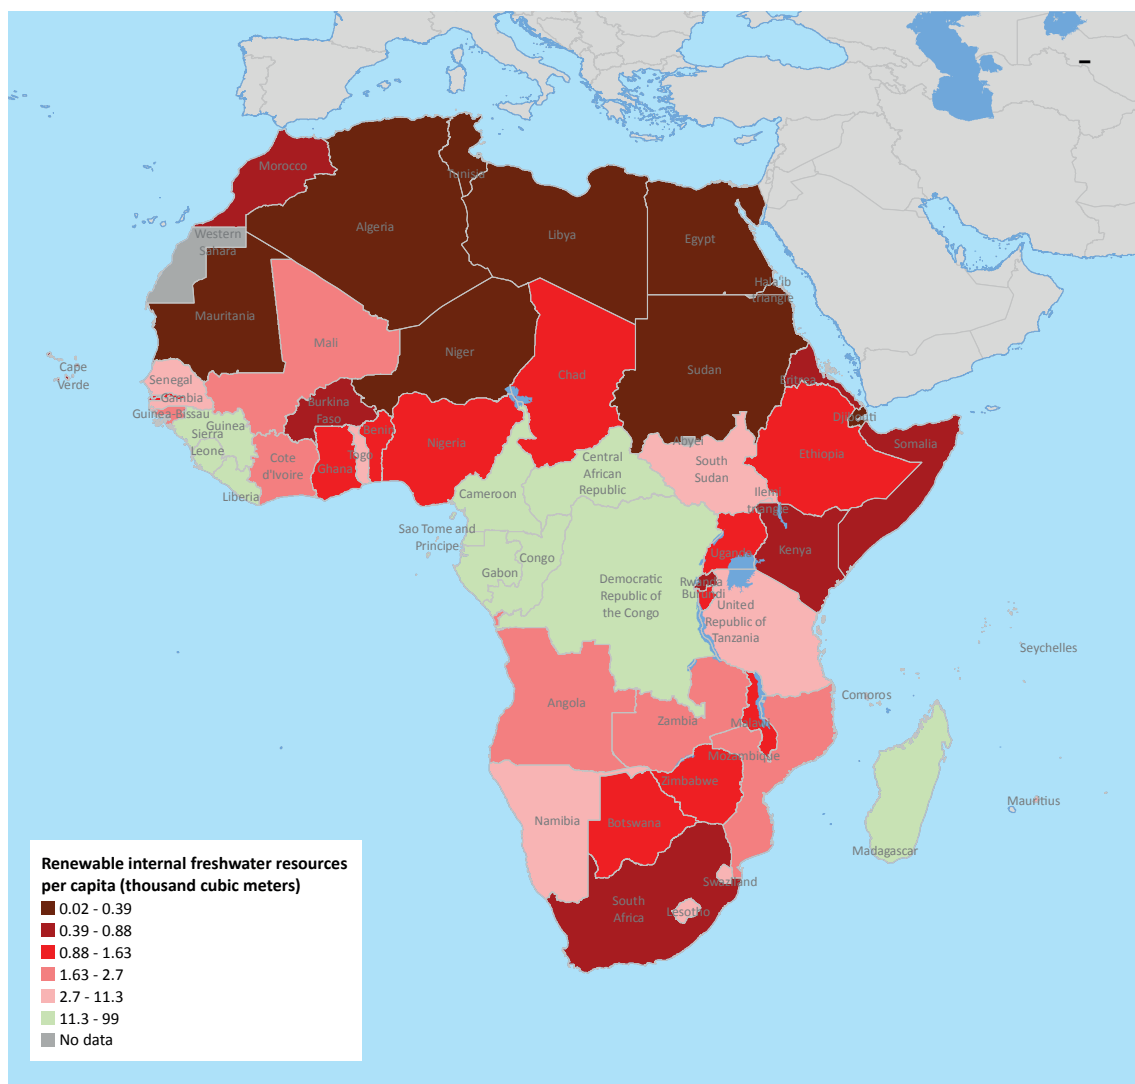 Morocco
Tunisia
Algeria
Libya
Egypt
Western
Sahara
Hala'ib
triangle
Mauritania
Mali
Niger
Chad
Sudan
Eritrea
Cape
Verde
Senegal
Gambia
Guinea-Bissau
Guinea
Sierra
Leone
Liberia
Burkina
Faso
Cote
d'Ivoire
Ghana
Togo
Benin
Nigeria
Djibouti
Somalia
Abyei
South
Sudan
Ethiopia
Ilemi
triangle
Central
African
Republic
Cameroon
Sao Tome and
Principe
Gabon
Congo
Democratic
Republic of
the Congo
Uganda
Kenya
Rwanda
Burundi
United
Republic of
Tanzania
Seychelles
Comoros
Angola
Zambia
Malawi
Mozambique
Zimbabwe
Namibia
Botswana
Mauritius
Madagascar
Swaziland
South
Africa
Lesotho
Renewable internal freshwater resources
per capita (thousand cubic meters)
0.02 - 0.39
0.39 - 0.88
0.88 - 1.63
1.63 - 2.7
2.7 - 11.3
11.3 - 99
No data